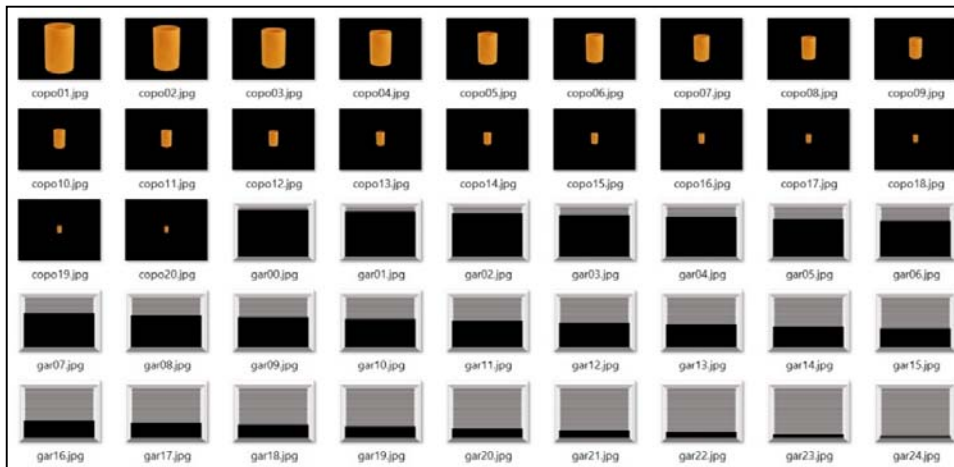 copo01.jpg copo02.jpg copo03.jpg copo04.jpg copo05.jpg copo06.jpg copo07.jpg copo08.jpg copo09.jpg
copo10.jpg copo11.jpg copo12.jpg copo13.jpg copo14.jpg copo15.jpg copo16.jpg copo17.jpg copo18.jpg
copo19.jpg copo20.jpg gar00.jpg gar01.jpg gar02.jpg gar03.jpg gar04.jpg gar05.jpg gar06.jpg
gar07.jpg gar08.jpg gar09.jpg gar10.jpg gar11.jpg gar12.jpg gar13.jpg gar14.jpg gar15.jpg
gar16.jpg gar17.jpg gar18.jpg gar19.jpg gar20.jpg gar21.jpg gar22.jpg gar23.jpg gar24.jpg